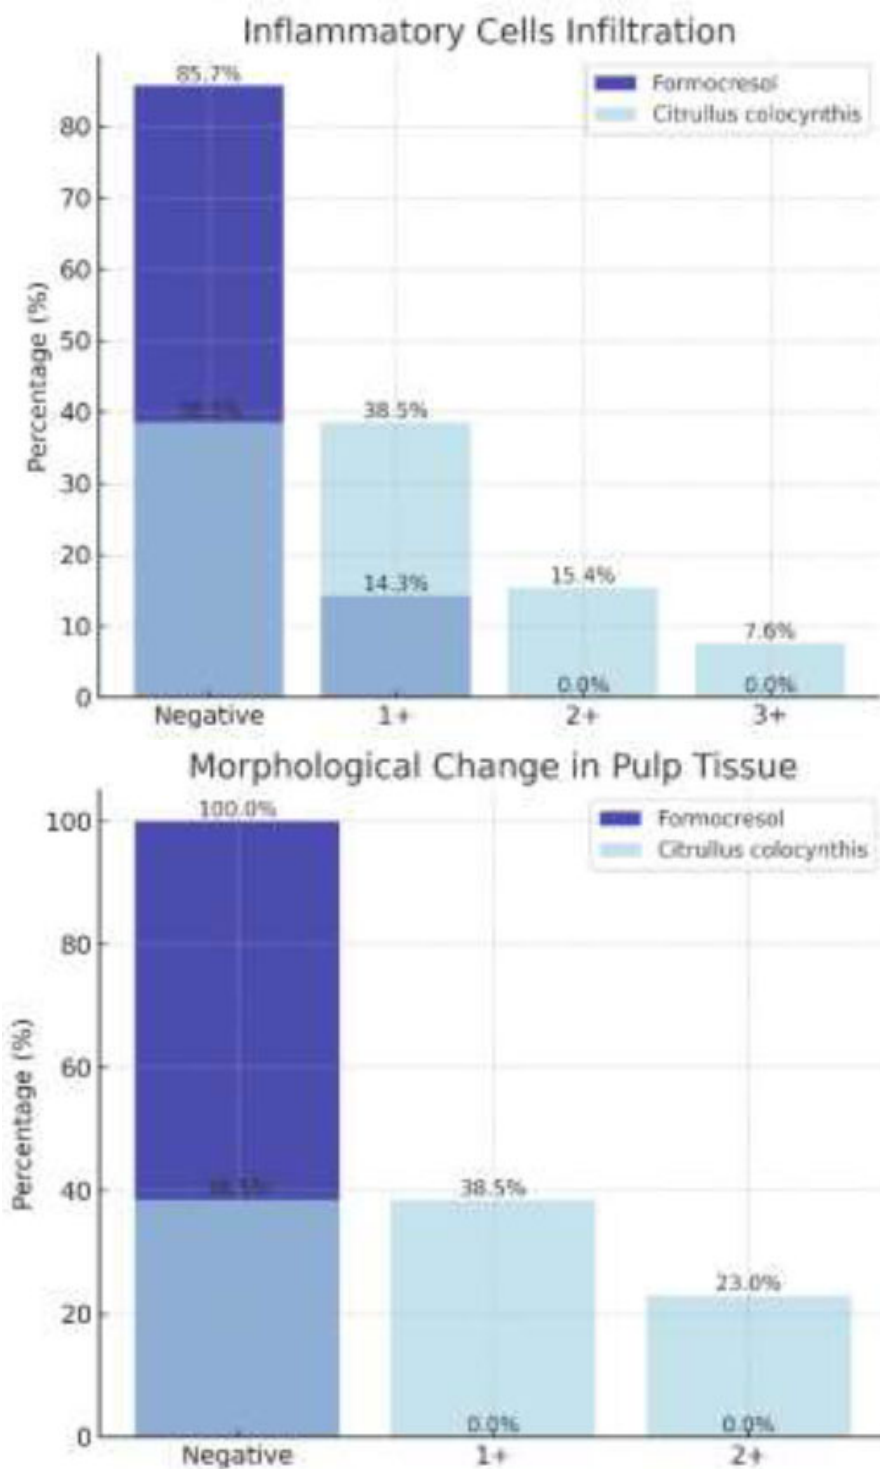 Inflammatory Cells Infiltration
85.7%
Formocresol
Citrullus colocynthis
80
70
60
50
40
30
20
10
0
Percentage (%)
38.5%
14.3%
15.4%
0.0%
7.6%
0.0%
Negative 1+ 2+ 3+
Morphological Change in Pulp Tissue
100.0%
Formocresol
Citrullus colocynthis
100
80
60
40
20
0
Percentage (%)
38.5%
0.0%
23.0%
0.0%
Negative 1+ 2+